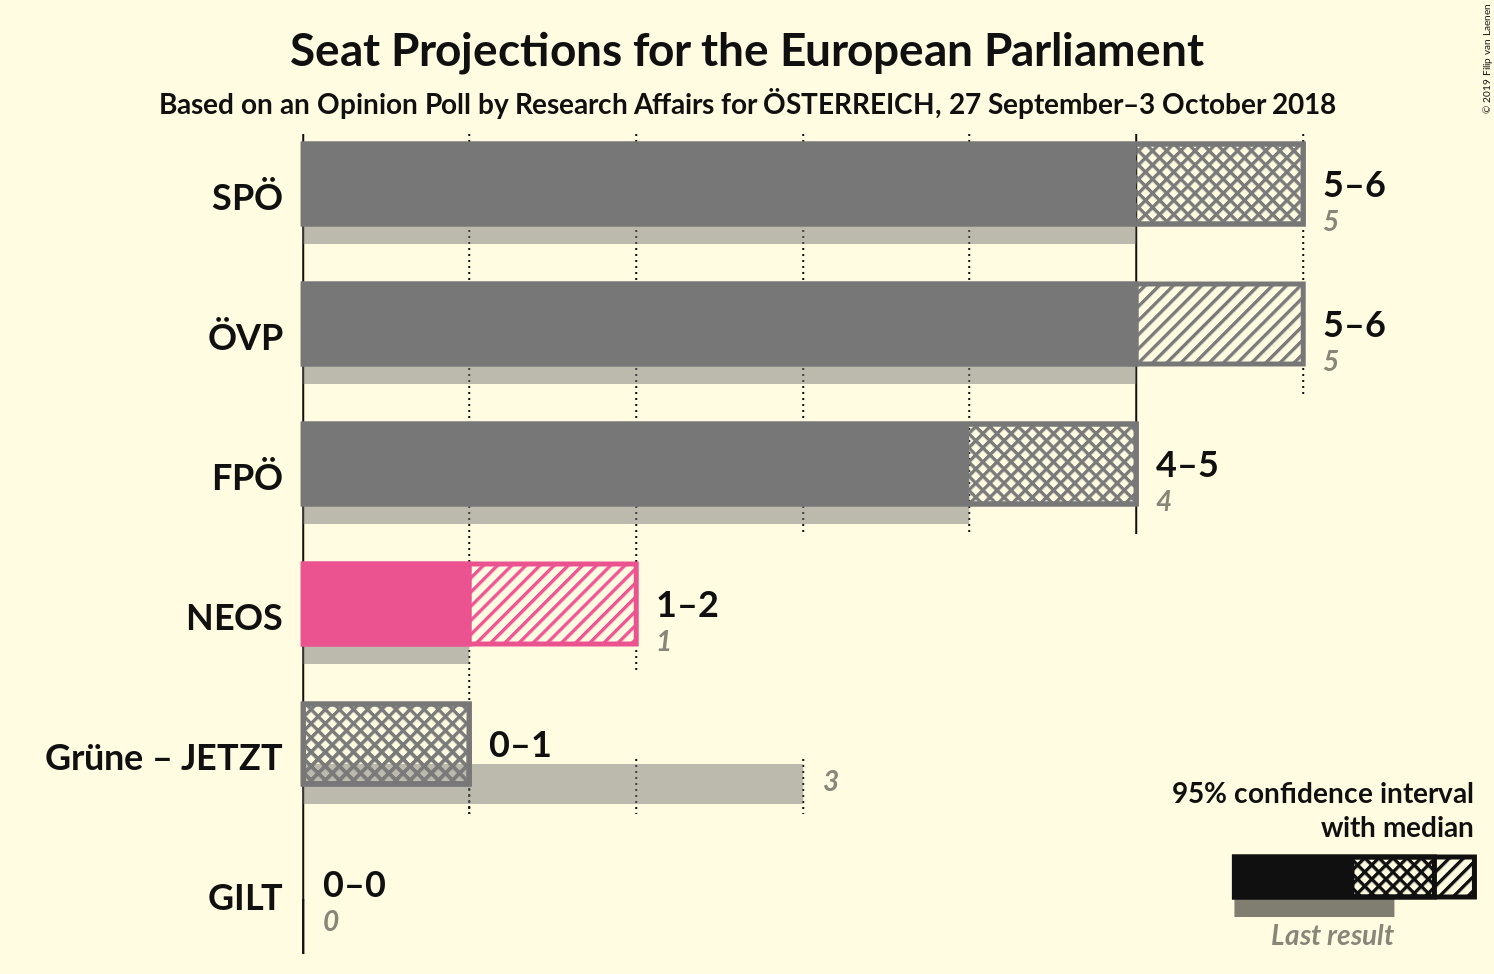 Seat Projections for the European Parliament
Based on an Opinion Poll by Research Affairs for ÖSTERREICH, 27 September–3 October 2018
© 2019 Filip van Laenen
SPÖ
5–6
5
ÖVP
5–6
5
FPÖ
4–5
4
NEOS
1–2
1
Grüne – JETZT
0–1
3
GILT
0–0
0
95% confidence interval
with median
Last result